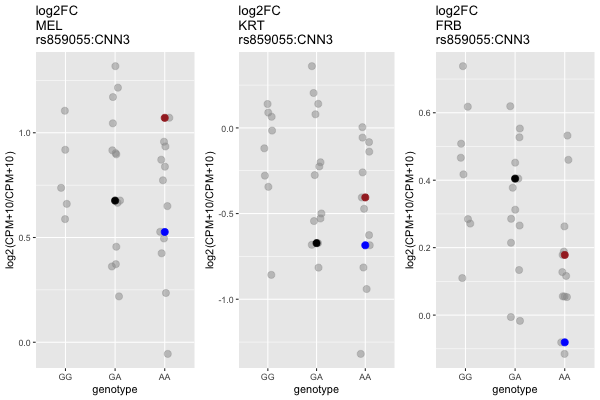 log2FC
MEL
rs859055:CNN3
log2(CPM+10/CPM+10)
1.0
0.5
0.0
GG GA AA
genotype
log2FC
KRT
rs859055:CNN3
log2(CPM+10/CPM+10)
0.0
-0.5
-1.0
GG GA AA
genotype
log2FC
FRB
rs859055:CNN3
log2(CPM+10/CPM+10)
0.6
0.4
0.2
0.0
GG GA AA
genotype